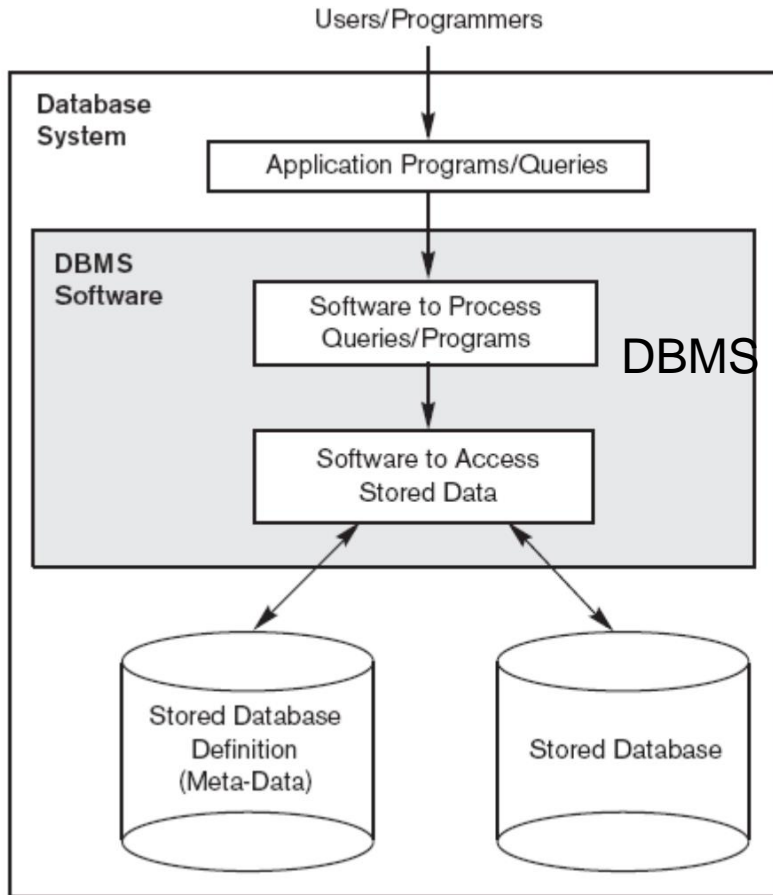 Users/Programmers
Database
System
Application Programs/Queries
DBMS
Software
Software to Process
Queries/Programs
DBMS
Software to Access
Stored Data
Stored Database
Definition
(Meta-Data)
Stored Database